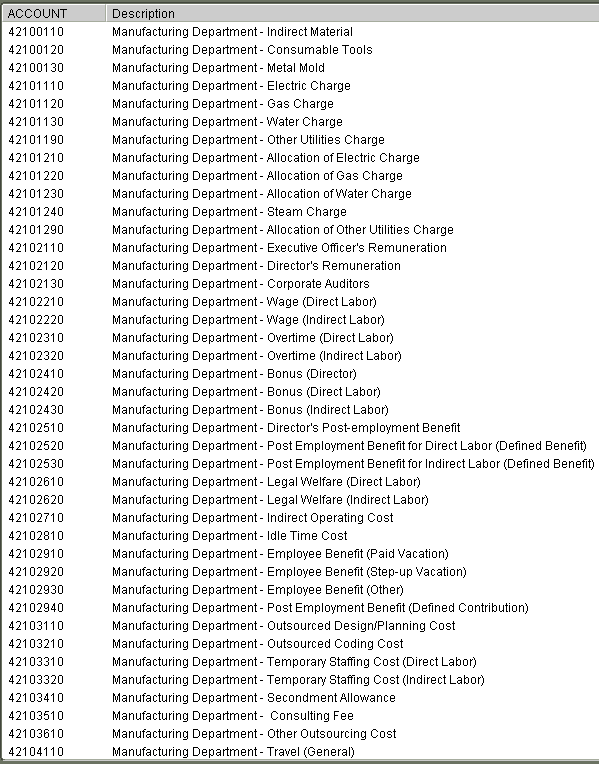 ACCOUNT Description
42100110 Manufacturing Department - Indirect Material
42100120 Manufacturing Department - Consumable Tools
42100130 Manufacturing Department - Metal Mold
42101110 Manufacturing Department - Electric Charge
42101120 Manufacturing Department - Gas Charge
42101130 Manufacturing Department - Water Charge
42101190 Manufacturing Department - Other Utilities Charge
42101210 Manufacturing Department - Allocation of Electric Charge
42101220 Manufacturing Department - Allocation of Gas Charge
42101230 Manufacturing Department - Allocation of Water Charge
42101240 Manufacturing Department - Steam Charge
42101290 Manufacturing Department - Allocation of Other Utilities Charge
42102110 Manufacturing Department - Executive Officer's Remuneration
42102120 Manufacturing Department - Director's Remuneration
42102130 Manufacturing Department - Corporate Auditors
42102210 Manufacturing Department - Wage (Direct Labor)
42102220 Manufacturing Department - Wage (Indirect Labor)
42102310 Manufacturing Department - Overtime (Direct Labor)
42102320 Manufacturing Department - Overtime (Indirect Labor)
42102410 Manufacturing Department - Bonus (Director)
42102420 Manufacturing Department - Bonus (Direct Labor)
42102430 Manufacturing Department - Bonus (Indirect Labor)
42102510 Manufacturing Department - Director's Post-employment Benefit
42102520 Manufacturing Department - Post Employment Benefit for Direct Labor (Defined Benefit)
42102530 Manufacturing Department - Post Employment Benefit for Indirect Labor (Defined Benefit)
42102610 Manufacturing Department - Legal Welfare (Direct Labor)
42102620 Manufacturing Department - Legal Welfare (Indirect Labor)
42102710 Manufacturing Department - Indirect Operating Cost
42102810 Manufacturing Department - Idle Time Cost
42102910 Manufacturing Department - Employee Benefit (Paid Vacation)
42102920 Manufacturing Department - Employee Benefit (Step-up Vacation)
42102930 Manufacturing Department - Employee Benefit (Other)
42102940 Manufacturing Department - Post Employment Benefit (Defined Contribution)
42103110 Manufacturing Department - Outsourced Design/Planning Cost
42103210 Manufacturing Department - Outsourced Coding Cost
42103310 Manufacturing Department - Temporary Staffing Cost (Direct Labor)
42103320 Manufacturing Department - Temporary Staffing Cost (Indirect Labor)
42103410 Manufacturing Department - Secondment Allowance
42103510 Manufacturing Department - Consulting Fee
42103610 Manufacturing Department - Other Outsourcing Cost
42104110 Manufacturing Department - Travel (General)